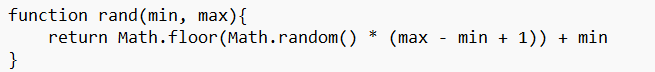 function rand(min, max){
    return Math.floor(Math.random() * (max - min + 1)) + min
}